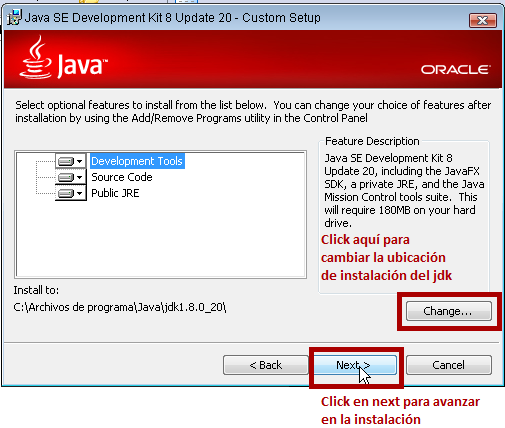 Java SE Development Kit 8 Update 20 - Custom Setup
Java™
ORACLE
Select optional features to install from the list below. You can change your choice of features after
installation by using the Add/Remove Programs utility in the Control Panel
Development Tools
Source Code
Public JRE
Feature Description
Java SE Development Kit 8
Update 20, including the JavaFX
SDK, a private JRE, and the Java
Mission Control tools suite. This
will require 180MB on your hard
drive.
Click aquí para
cambiar la ubicación
de instalación del jdk
Install to:
C:\Archivos de programa\Java\jdk1.8.0_20\
Change...
< Back
Next >
Cancel
Click en next para avanzar
en la instalación